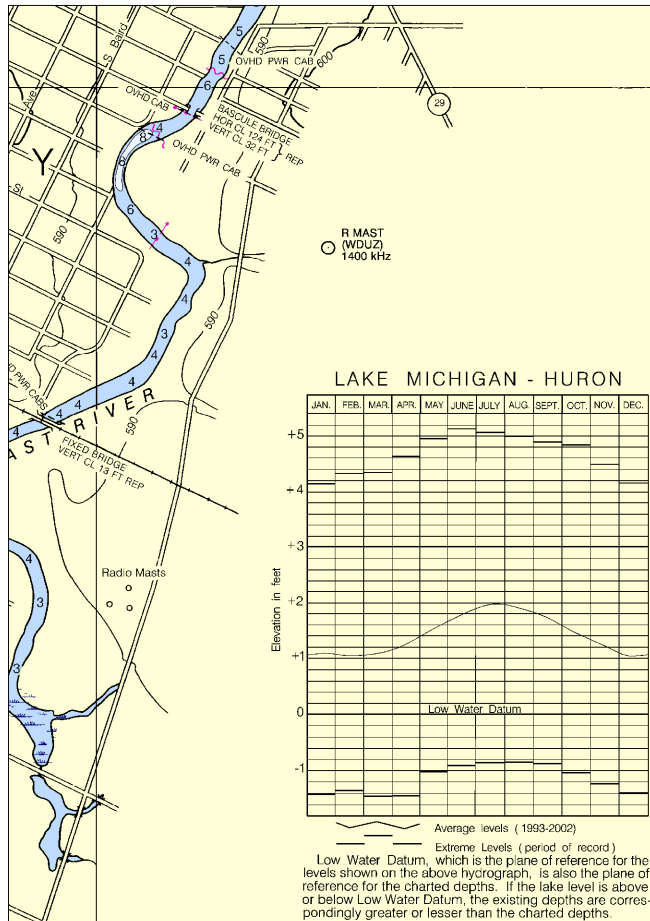 5
590
S Baird
5
OVHD PWR CAB
600
6
Ave
OVHD CAB
29
BASCULE BRIDGE
HOR CL 124 FT
VERT CL 32 FT REP
4
8
OVHD PWR CAB
8
Y
St
6
590
3
R MAST
(WDUZ)
1400 kHz
4
4
590
3
4
4
PWR CABS
4
4
4
AST RIVER
590
FIXED BRIDGE
VERT CL 13 FT REP
4
Radio Masts
3
3
LAKE MICHIGAN - HURON
JAN. FEB. MAR. APR. MAY JUNE JULY AUG. SEPT. OCT. NOV. DEC.
+5
+4
+3
+2
+1
0
-1
Elevation in feet
Low Water Datum
Average levels (1993-2002)
Extreme Levels (period of record)
Low Water Datum, which is the plane of reference for the
levels shown on the above hydrograph, is also the plane of
reference for the charted depths. If the lake level is above
or below Low Water Datum, the existing depths are corres-
pondingly greater or lesser than the charted depths.